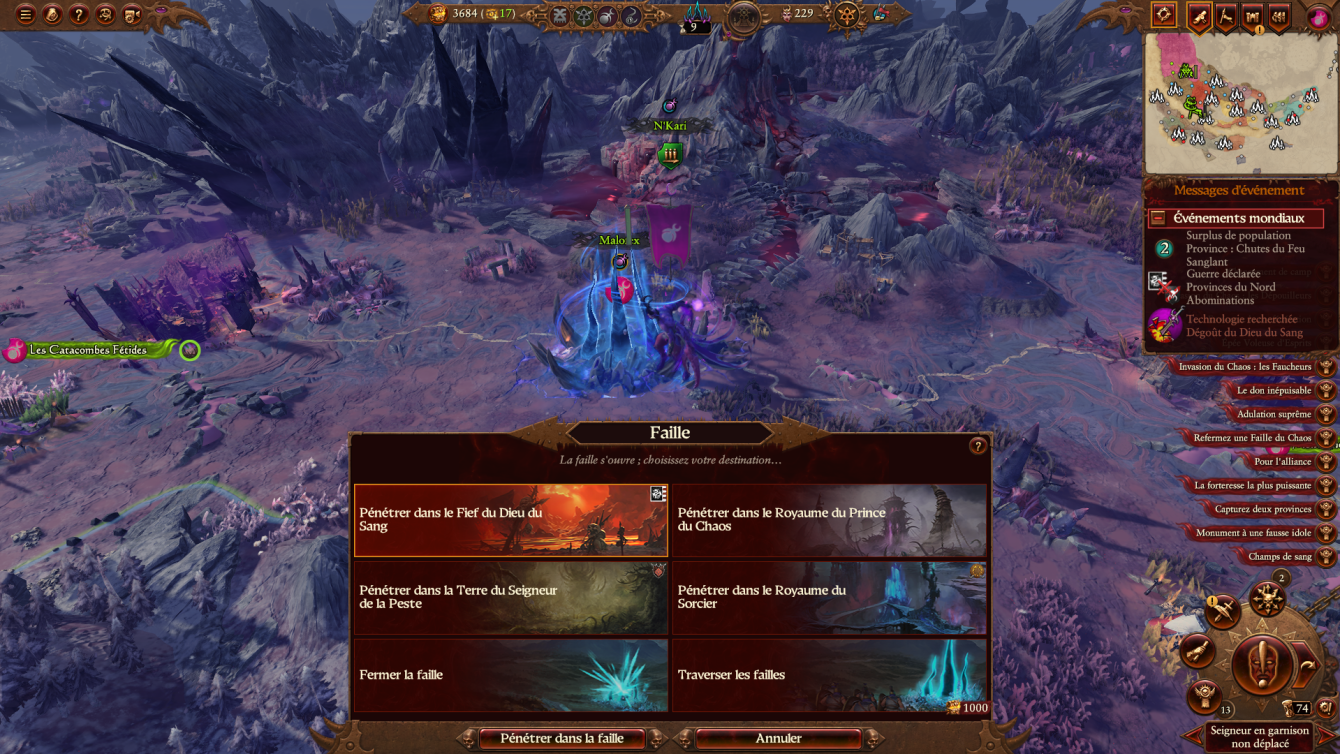 3684 (17)
9
229
N'Kari
Les Catacombes Fétides
Messages d'événement
Événements mondiaux
2
Surplus de population
Province : Chutes du Feu
Sanglant
Guerre déclarée
Provinces du Nord
Abominations
Technologie recherchée
Dégoût du Dieu du Sang
Invasion du Chaos : les Faucheurs
Le don inépuisable
Adulation suprême
Refermez une Faille du Chaos
Pour l'alliance
La forteresse la plus puissante
Capturez deux provinces
Monument à une fausse idole
Champs de sang
Faille
?
La faille s'ouvre ; choisissez votre destination...
Pénétrer dans le Fief du Dieu du
Sang
Pénétrer dans le Royaume du Prince
du Chaos
Pénétrer dans la Terre du Seigneur
de la Peste
Pénétrer dans le Royaume du
Sorcier
Fermer la faille
Traverser les failles
1000
Pénétrer dans la faille
Annuler
2
13
74
Seigneur en garnison
non déplacé